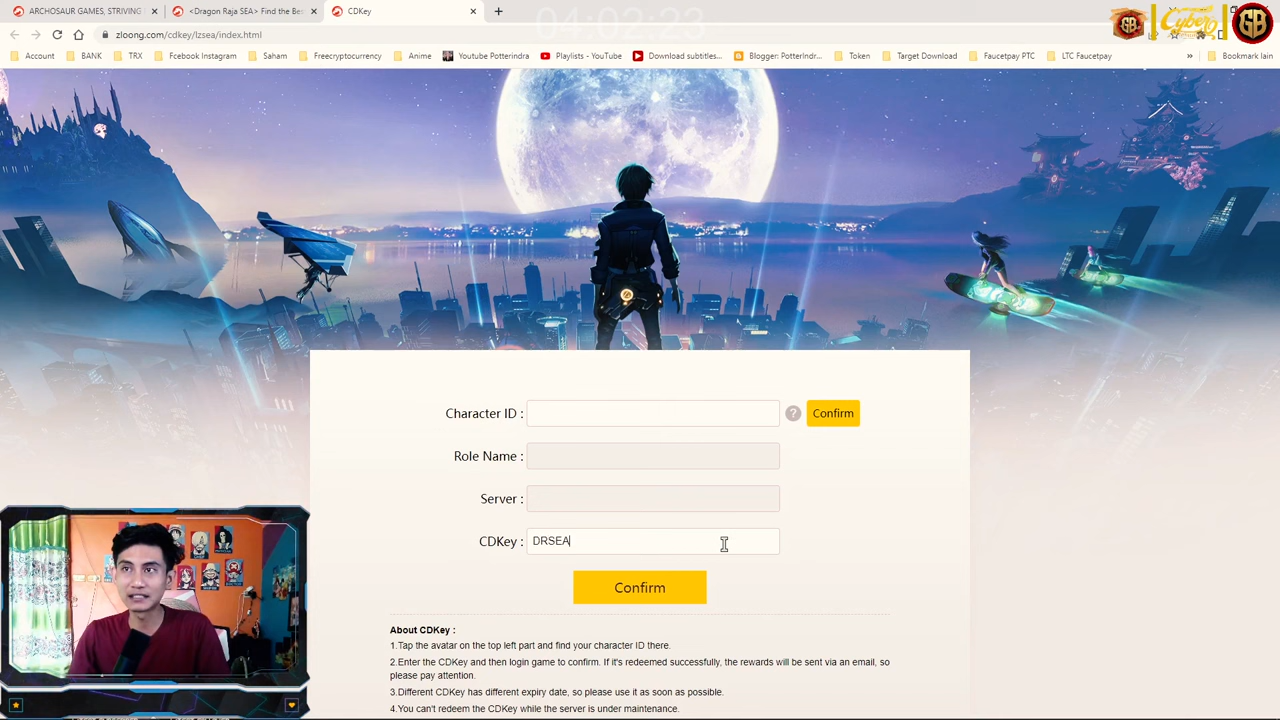 ARCHOSAUR GAMES, STRIVING
<Dragon Raja SEA> Find the Be
CDKey
04:02:23
GB
Cyber
GB
zloong.com/cdkey/lzsea/index.html
Account
BANK
TRX
Fcebook Instagram
Saham
Freecryptocurrency
Anime
Youtube Potterindra
Playlists - YouTube
Download subtitles...
Blogger: PotterIndr...
Token
Target Download
Faucetpay PTC
LTC Faucetpay
»
Bookmark lain
Character ID :
?
Confirm
Role Name :
Server :
CDKey :
DRSEA
Confirm
About CDKey :
1.Tap the avatar on the top left part and find your character ID there.
2.Enter the CDKey and then login game to confirm. If it's redeemed successfully, the rewards will be sent via an email, so
please pay attention.
3.Different CDKey has different expiry date, so please use it as soon as possible.
4.You can't redeem the CDKey while the server is under maintenance.